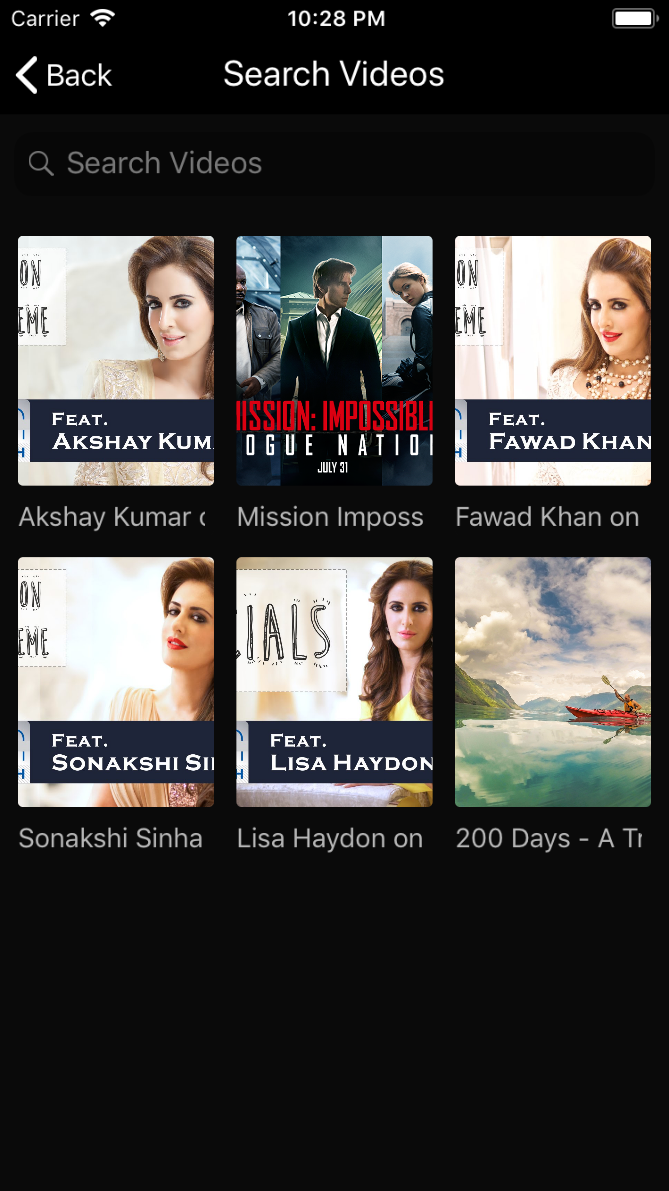 Carrier 10:28 PM
Back Search Videos
Search Videos
ON
EME
FEAT.
AKSHAY KUM
H
ISSION: IMPOSSIBL
OGUE NATIO
JULY 31
ON
EME
FEAT.
FAWAD KHAN
H
Akshay Kumar
Mission Imposs
Fawad Khan on
ON
EME
FEAT.
SONAKSHI SI
H
CIALS
FEAT.
LISA HAYDON
H
Sonakshi Sinha
Lisa Haydon on
200 Days - A Tr